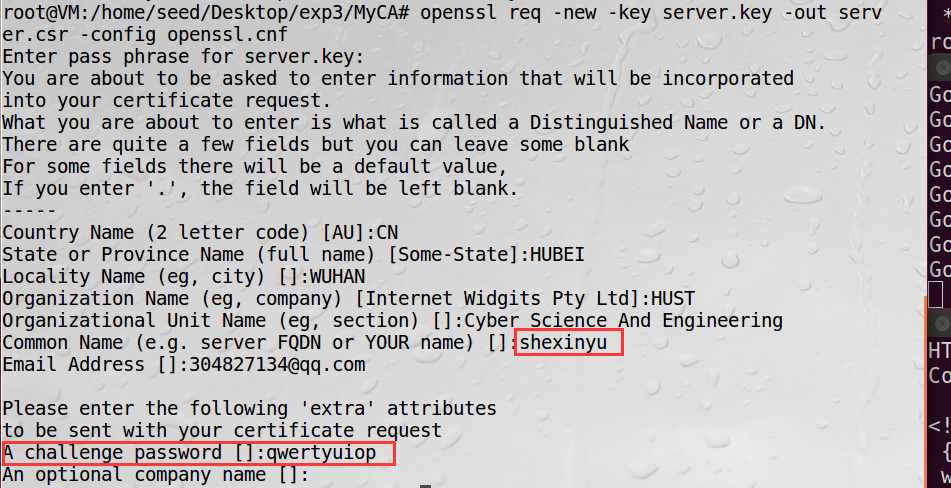 root@VM:/home/seed/Desktop/exp3/MyCA# openssl req -new -key server.key -out serv
er.csr -config openssl.cnf
Enter pass phrase for server.key:
You are about to be asked to enter information that will be incorporated
into your certificate request.
What you are about to enter is what is called a Distinguished Name or a DN.
There are quite a few fields but you can leave some blank
For some fields there will be a default value,
If you enter '.', the field will be left blank.
-----
Country Name (2 letter code) [AU]:CN
State or Province Name (full name) [Some-State]:HUBEI
Locality Name (eg, city) []:WUHAN
Organization Name (eg, company) [Internet Widgits Pty Ltd]:HUST
Organizational Unit Name (eg, section) []:Cyber Science And Engineering
Common Name (e.g. server FQDN or YOUR name) []:shexinyu
Email Address []:304827134@qq.com
Please enter the following 'extra' attributes
to be sent with your certificate request
A challenge password []:qwertyuiop
An optional company name []:
*
ro
Go
Go
Go
Go
Go
Go
Go
Go
HT
Co
<!
{
w